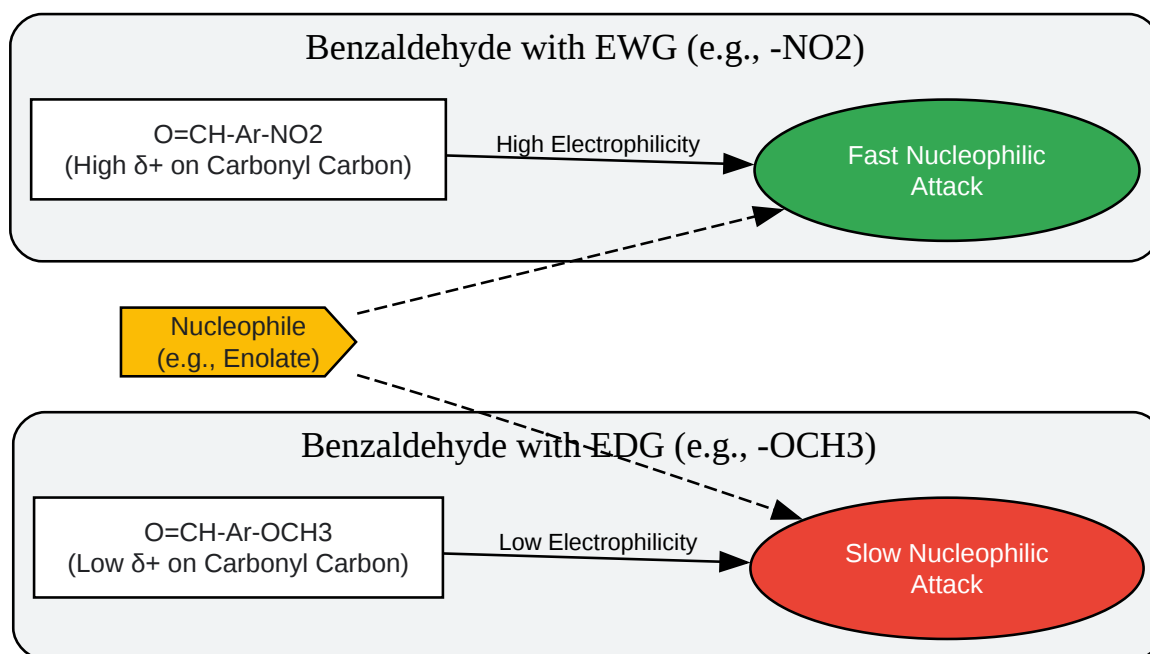 Benzaldehyde with EWG (e.g., -NO2)
O=CH-Ar-NO2
(High δ+ on Carbonyl Carbon)
High Electrophilicity
Fast Nucleophilic
Attack
Nucleophile
(e.g., Enolate)
Benzaldehyde with EDG (e.g., -OCH3)
O=CH-Ar-OCH3
(Low δ+ on Carbonyl Carbon)
Low Electrophilicity
Slow Nucleophilic
Attack